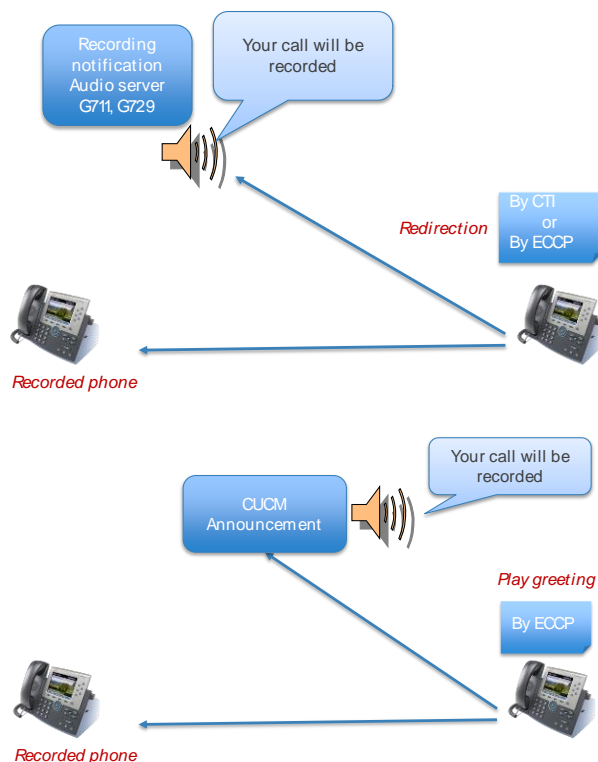 Recording
notification
Audio server
G711, G729
Your call will be
recorded
Redirection
By CTI
or
By ECCP
Recorded phone
Your call will be
recorded
CUCM
Announcement
Play greeting
By ECCP
Recorded phone